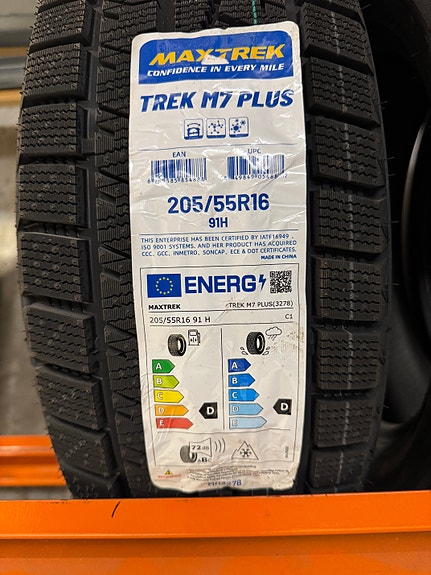 MAXTREK
CONFIDENCE IN EVERY MILE
TREK M7 PLUS
EAN UPC
205/55R16
91H
THIS ENTERPRISE HAS BEEN CERTIFIED BY IATF16949
ISO 9001 SYSTEMS, AND HER PRODUCT HAS ACQUIRED
CCC, GCC, INMETRO, SONCAP, ECE & DOT CERTIFICATES.
MADE IN CHINA
ENERG
MAXTREK TREK M7 PLUS(3278)
205/55R16 91 H C1
A A
B B
C C
D D D D
E E
72 dB
B